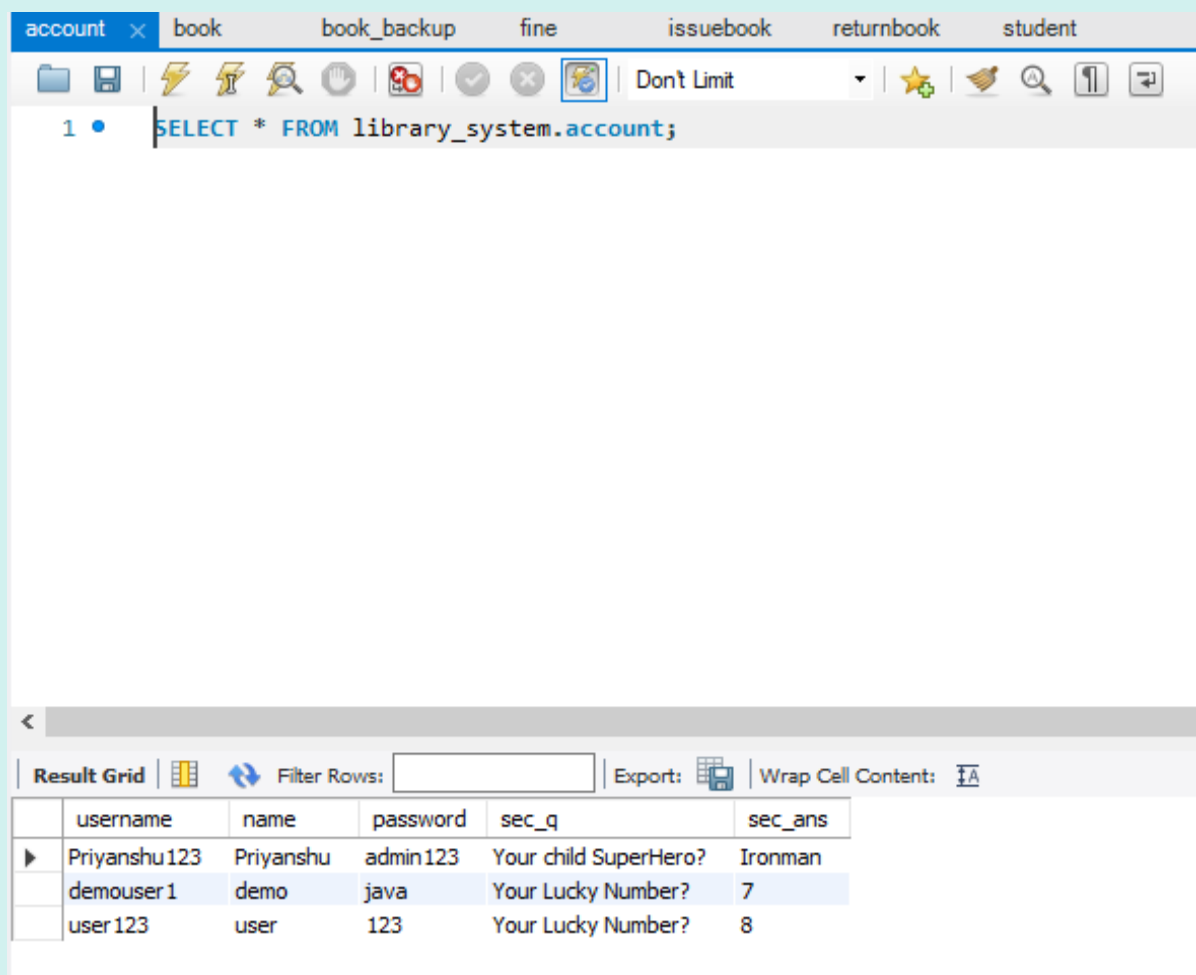 account book book_backup fine issuebook returnbook student
Don't Limit
1 SELECT * FROM library_system.account;
Result Grid Filter Rows: Export: Wrap Cell Content:
username name password sec_q sec_ans
Priyanshu123 Priyanshu admin123 Your child SuperHero? Ironman
demouser1 demo java Your Lucky Number? 7
user123 user 123 Your Lucky Number? 8